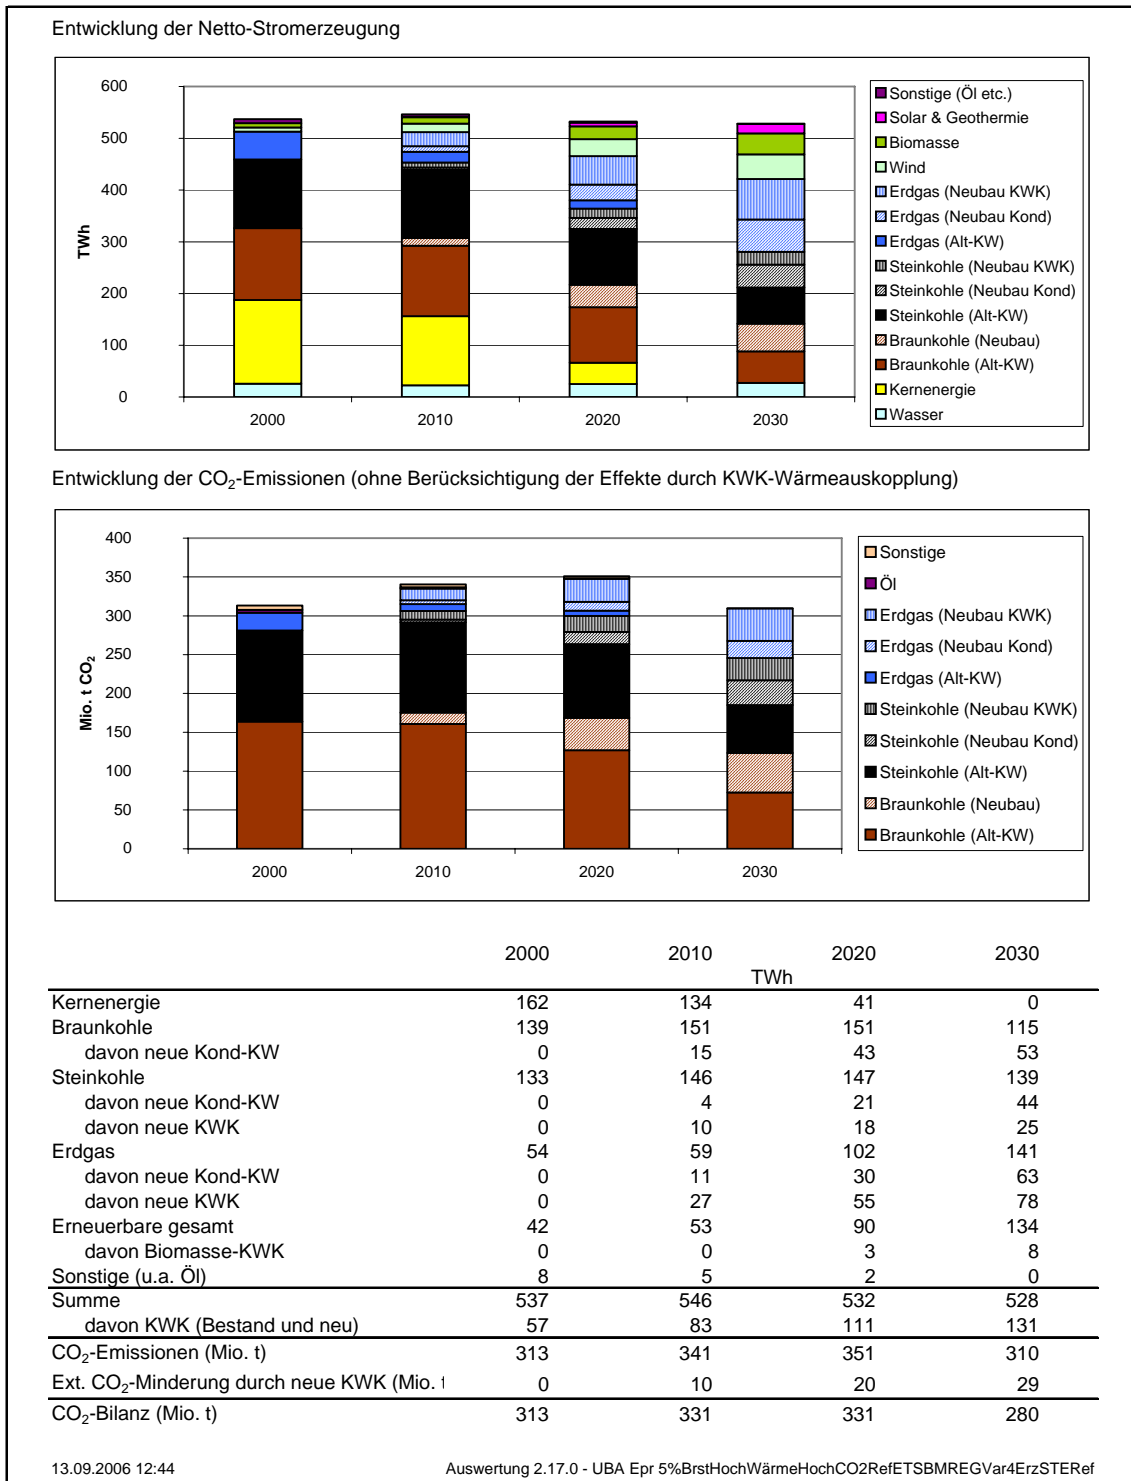 Entwicklung der Netto-Stromerzeugung
600
500
400
300
200
100
0
TWh
2000 2010 2020 2030
Sonstige (Öl etc.)
Solar & Geothermie
Biomasse
Wind
Erdgas (Neubau KWK)
Erdgas (Neubau Kond)
Erdgas (Alt-KW)
Steinkohle (Neubau KWK)
Steinkohle (Neubau Kond)
Steinkohle (Alt-KW)
Braunkohle (Neubau)
Braunkohle (Alt-KW)
Kernenergie
Wasser
Entwicklung der CO₂-Emissionen (ohne Berücksichtigung der Effekte durch KWK-Wärmeauskopplung)
400
350
300
250
200
150
100
50
0
Mio. t CO₂
2000 2010 2020 2030
Sonstige
Öl
Erdgas (Neubau KWK)
Erdgas (Neubau Kond)
Erdgas (Alt-KW)
Steinkohle (Neubau KWK)
Steinkohle (Neubau Kond)
Steinkohle (Alt-KW)
Braunkohle (Neubau)
Braunkohle (Alt-KW)
2000 2010 2020 2030
TWh
Kernenergie 162 134 41 0
Braunkohle 139 151 151 115
davon neue Kond-KW 0 15 43 53
Steinkohle 133 146 147 139
davon neue Kond-KW 0 4 21 44
davon neue KWK 0 10 18 25
Erdgas 54 59 102 141
davon neue Kond-KW 0 11 30 63
davon neue KWK 0 27 55 78
Erneuerbare gesamt 42 53 90 134
davon Biomasse-KWK 0 0 3 8
Sonstige (u.a. Öl) 8 5 2 0
Summe 537 546 532 528
davon KWK (Bestand und neu) 57 83 111 131
CO₂-Emissionen (Mio. t) 313 341 351 310
Ext. CO₂-Minderung durch neue KWK (Mio. t 0 10 20 29
CO₂-Bilanz (Mio. t) 313 331 331 280
13.09.2006 12:44 Auswertung 2.17.0 - UBA Epr 5%BrstHochWärmeHochCO2RefETSBMREGVar4ErzSTERef